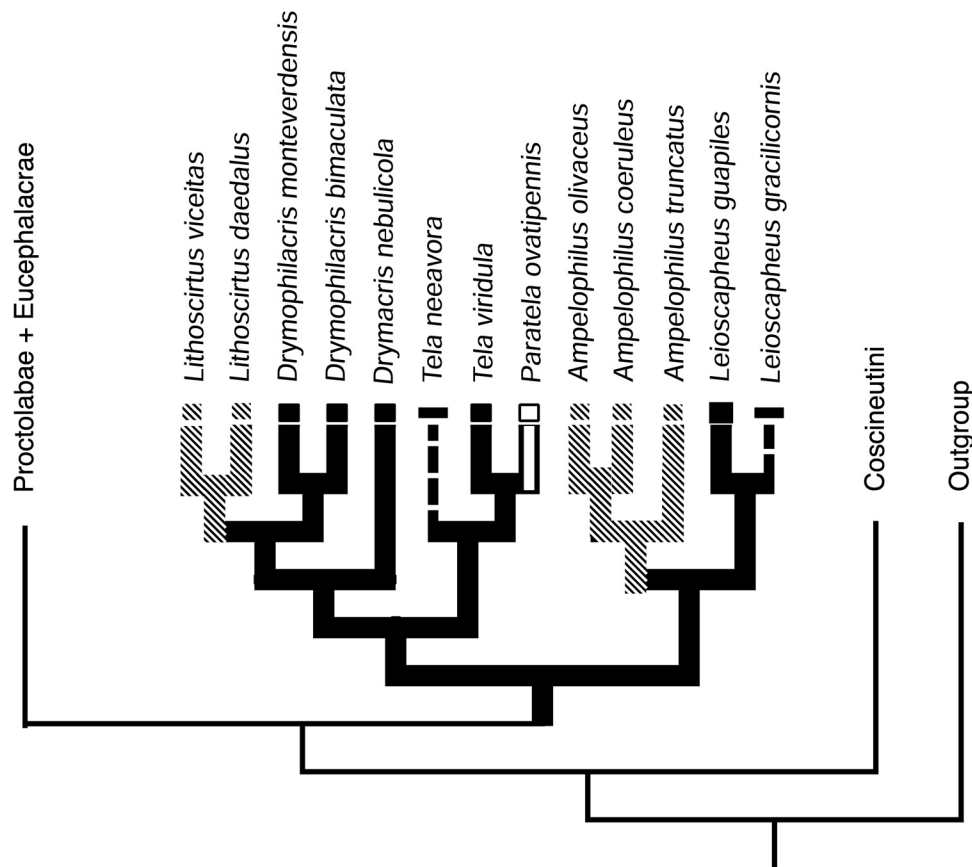 Proctolabae + Eucephalacrae
Lithoscirtus viceitas
Lithoscirtus daedalus
Drymophilacris monteverdensis
Drymophilacris bimaculata
Drymacris nebulicola
Tela neeavora
Tela viridula
Paratela ovatipennis
Ampelophilus olivaceus
Ampelophilus coeruleus
Ampelophilus truncatus
Leioscapheus guapiles
Leioscapheus gracilicornis
Coscineutini
Outgroup